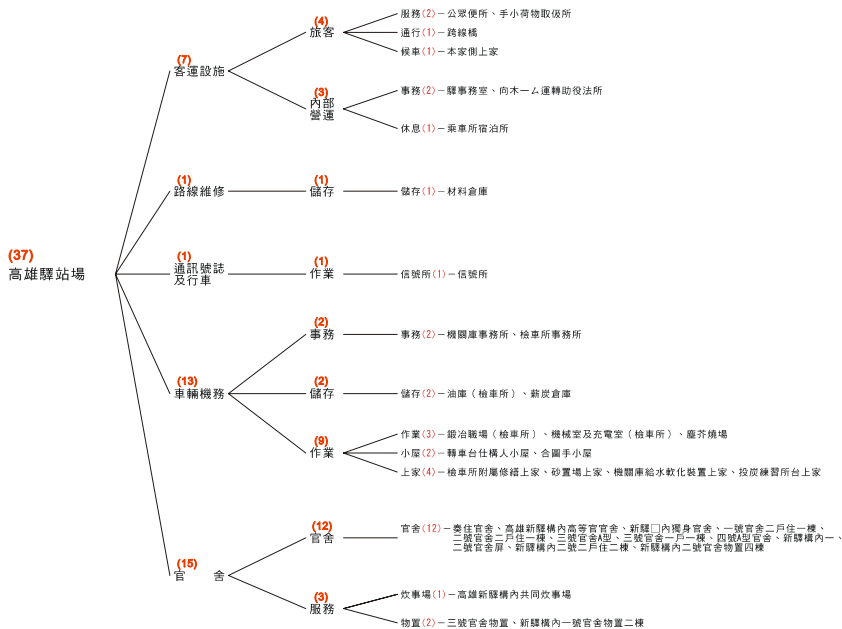 (4)
旅客
服務(2)－公眾便所、手小荷物取伋所
通行(1)－跨線橋
候車(1)－本家側上家
(7)
客運設施
(3)
內部
營運
事務(2)－驛事務室、向木ーム運轉助役法所
休息(1)－乘車所宿泊所
(1)
路線維修
(1)
儲存
儲存(1)－材料倉庫
(37)
高雄驛站場
(1)
通訊號誌
及行車
(1)
作業
信號所(1)－信號所
(2)
事務
事務(2)－機關庫事務所、檢車所事務所
(13)
車輛機務
(2)
儲存
儲存(2)－油庫（檢車所）、薪炭倉庫
(9)
作業
作業(3)－鍛冶職場（檢車所）、機械室及充電室（檢車所）、塵芥燒場
小屋(2)－轉車台仕構人小屋、合圖手小屋
上家(4)－檢車所附屬修繕上家、砂置場上家、機關庫給水軟化裝置上家、投炭練習所台上家
(12)
官舍
官舍(12)－奏住官舍、高雄新驛構內高等官官舍、新驛□內獨身官舍、一號官舍二戶住一棟、
二號官舍二戶住一棟、三號官舍A型、三號官舍一戶一棟、四號A型官舍、新驛構內一、
二號官舍屏、新驛構內二號二戶住二棟、新驛構內二號官舍物置四棟
(15)
官 舍
(3)
服務
炊事場(1)－高雄新驛構內共同炊事場
物置(2)－三號官舍物置、新驛構內一號官舍物置二棟